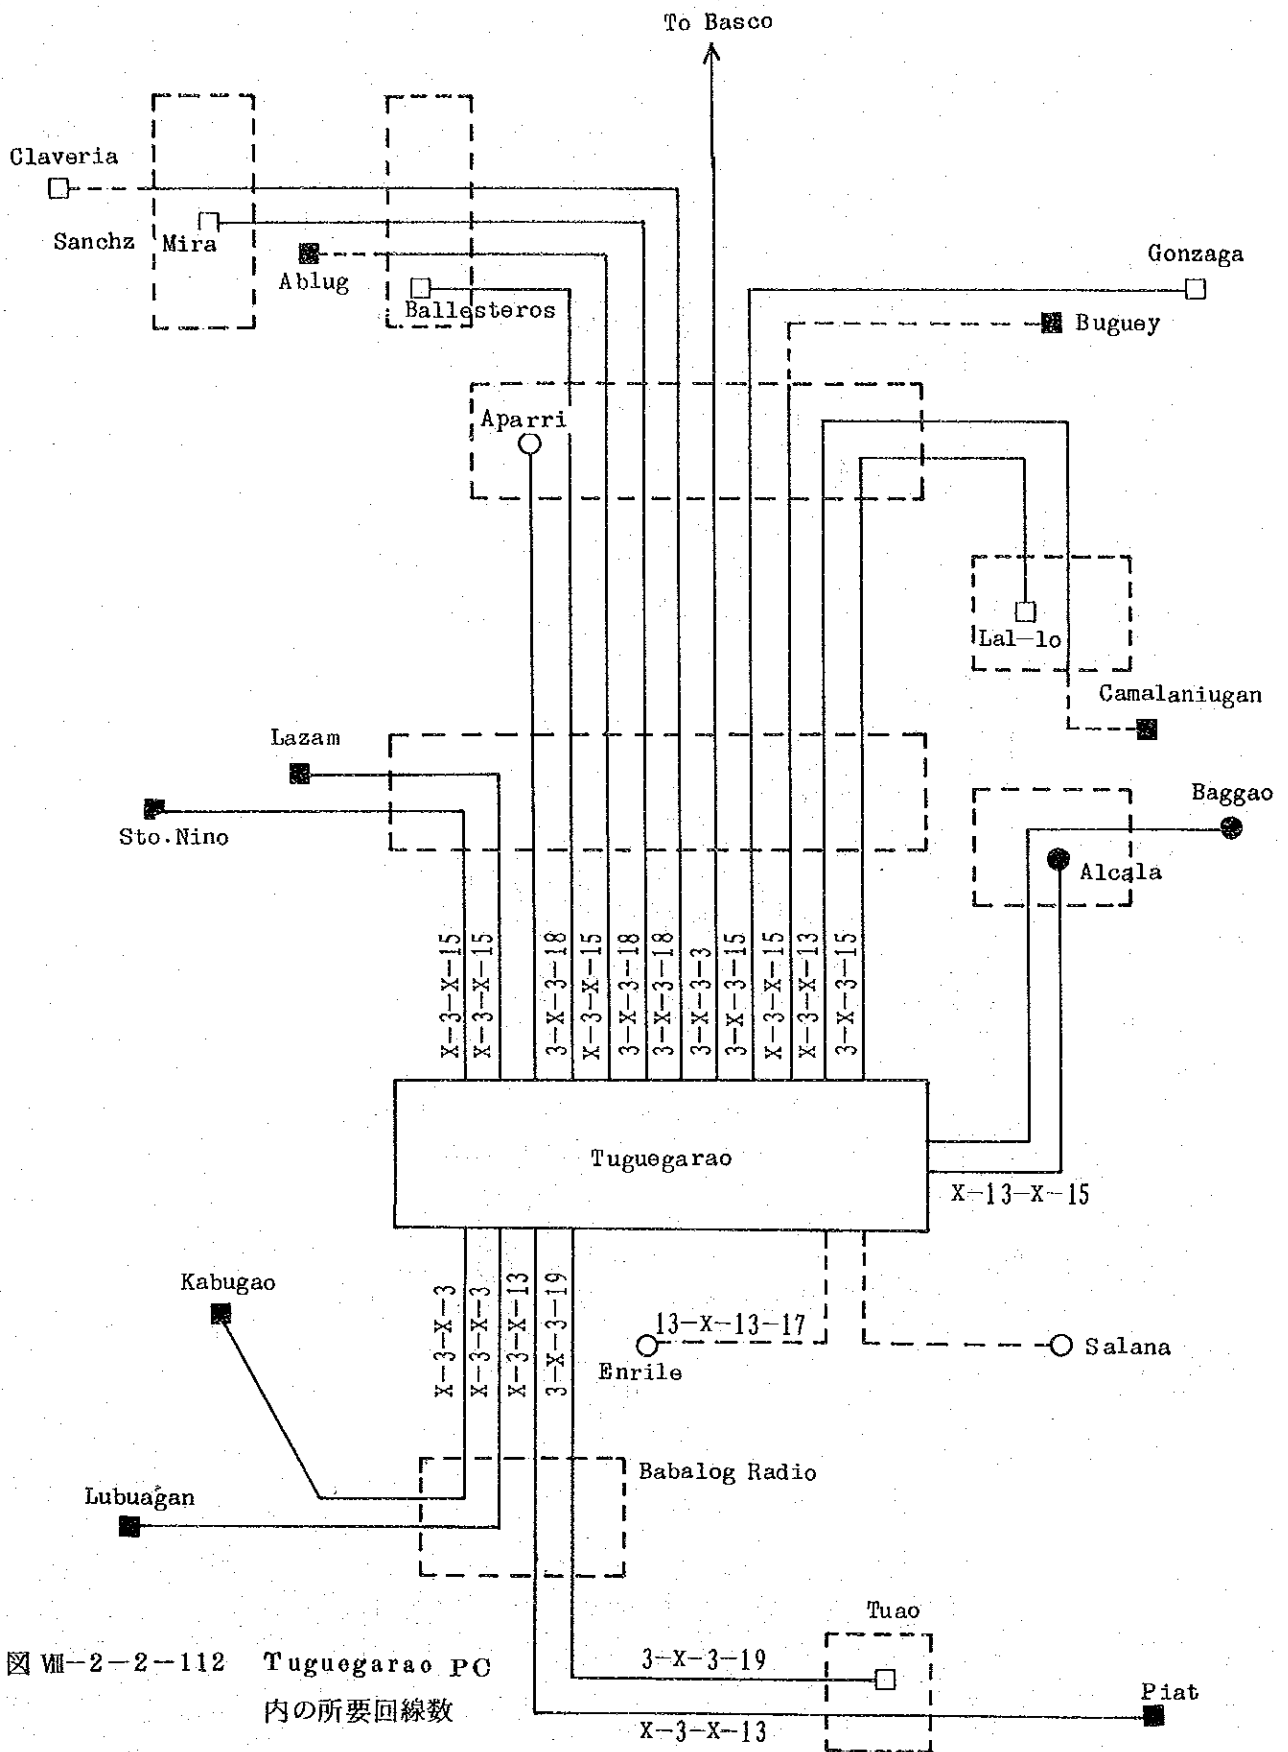 To Basco
Claveria
Sanchz Mira
Ablug
Ballesteros
Gonzaga
Buguey
Aparri
Lal-lo
Camalaniugan
Lazam
Sto.Nino
Baggao
Alcala
X-3-X-15
X-3-X-15
3-X-3-18
X-3-X-15
3-X-3-18
3-X-3-18
3-X-3-3
3-X-3-15
X-3-X-15
X-3-X-13
3-X-3-15
Tuguegarao
X-13-X-15
Kabugao
X-3-X-3
X-3-X-3
X-3-X-13
3-X-3-19
13-X-13-17
Enrile
Salana
Babalog Radio
Lubuagan
Tuao
3-X-3-19
Piat
X-3-X-13
図 Ⅷ-2-2-112 Tuguegarao PC
内の所要回線数